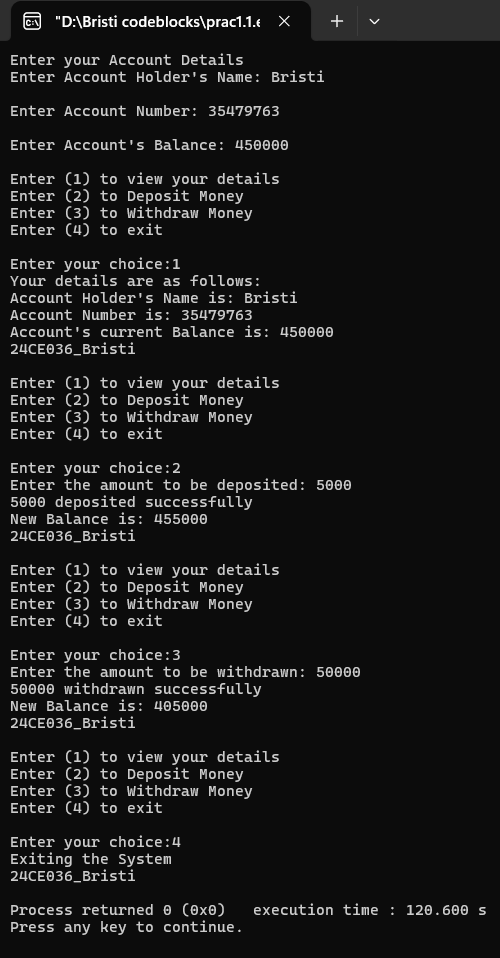 "D:\Bristi codeblocks\prac1.1.e
Enter your Account Details
Enter Account Holder's Name: Bristi
Enter Account Number: 35479763
Enter Account's Balance: 450000
Enter (1) to view your details
Enter (2) to Deposit Money
Enter (3) to Withdraw Money
Enter (4) to exit
Enter your choice:1
Your details are as follows:
Account Holder's Name is: Bristi
Account Number is: 35479763
Account's current Balance is: 450000
24CE036_Bristi
Enter (1) to view your details
Enter (2) to Deposit Money
Enter (3) to Withdraw Money
Enter (4) to exit
Enter your choice:2
Enter the amount to be deposited: 5000
5000 deposited successfully
New Balance is: 455000
24CE036_Bristi
Enter (1) to view your details
Enter (2) to Deposit Money
Enter (3) to Withdraw Money
Enter (4) to exit
Enter your choice:3
Enter the amount to be withdrawn: 50000
50000 withdrawn successfully
New Balance is: 405000
24CE036_Bristi
Enter (1) to view your details
Enter (2) to Deposit Money
Enter (3) to Withdraw Money
Enter (4) to exit
Enter your choice:4
Exiting the System
24CE036_Bristi
Process returned 0 (0x0)   execution time : 120.600 s
Press any key to continue.